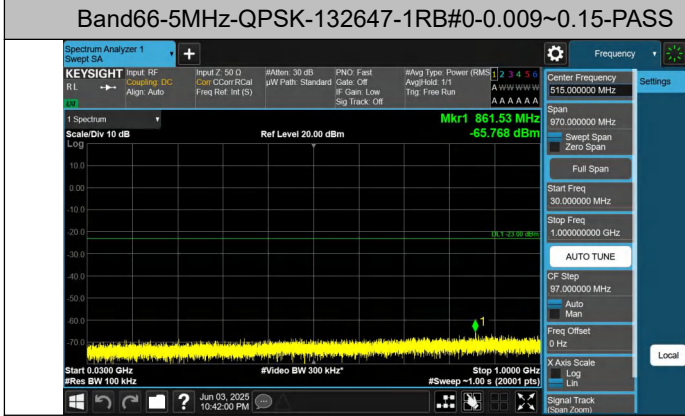 Band66-5MHz-QPSK-132647-1RB#0-0.009~0.15-PASS
Spectrum Analyzer 1
Swept SA
Frequency
KEYSIGHT
RL
Input: RF
Coupling: DC
Align: Auto
Input Z: 50 Ω
Corr CCorr RCal
Freq Ref: Int (S)
#Atten: 30 dB
µW Path: Standard
PNO: Fast
Gate: Off
IF Gain: Low
Sig Track: Off
#Avg Type: Power (RMS
Avg|Hold: 1/1
Trig: Free Run
1 2 3 4 5 6
A W W W W W
A A A A A A
LM
1 Spectrum
Scale/Div 10 dB
Ref Level 20.00 dBm
Mkr1 861.53 MHz
-65.768 dBm
Log
10.0
0.00
-10.0
-20.0
-30.0
-40.0
-50.0
-60.0
-70.0
DL1 -23.00 dBm
1
Start 0.0300 GHz
#Res BW 100 kHz
#Video BW 300 kHz*
Stop 1.0000 GHz
#Sweep ~1.00 s (20001 pts)
Center Frequency
515.000000 MHz
Span
970.000000 MHz
Swept Span
Zero Span
Full Span
Start Freq
30.000000 MHz
Stop Freq
1.000000000 GHz
AUTO TUNE
CF Step
97.000000 MHz
Auto
Man
Freq Offset
0 Hz
X Axis Scale
Log
Lin
Signal Track
(Span Zoom)
Settings
Local
?
Jun 03, 2025
10:42:00 PM